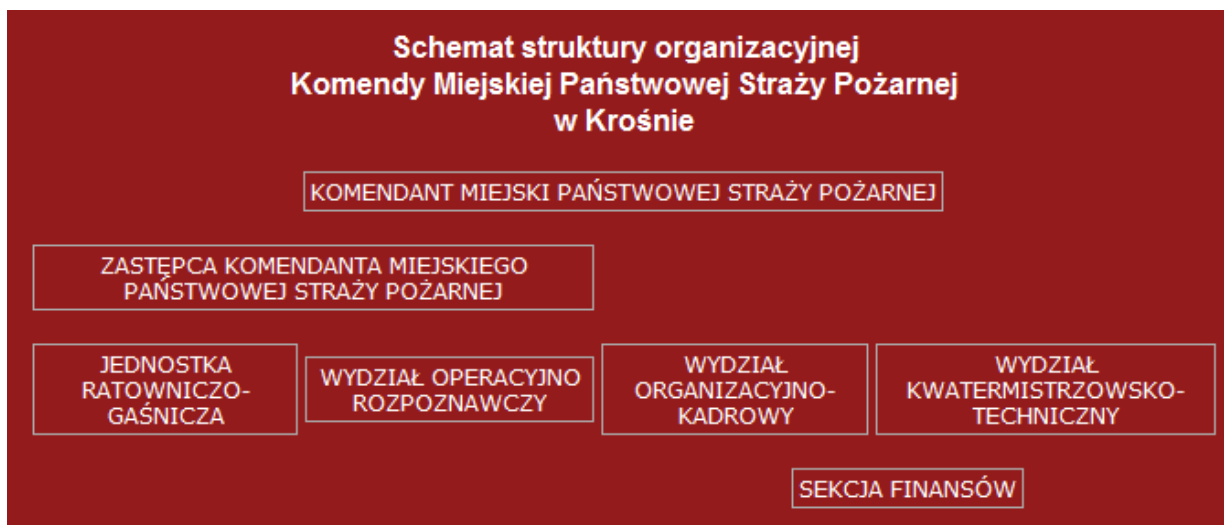 Schemat struktury organizacyjnej
Komendy Miejskiej Państwowej Straży Pożarnej
w Krośnie
KOMENDANT MIEJSKI PAŃSTWOWEJ STRAŻY POŻARNEJ
ZASTĘPCA KOMENDANTA MIEJSKIEGO
PAŃSTWOWEJ STRAŻY POŻARNEJ
JEDNOSTKA
RATOWNICZO-
GAŚNICZA
WYDZIAŁ OPERACYJNO
ROZPOZNAWCZY
WYDZIAŁ
ORGANIZACYJNO-
KADROWY
WYDZIAŁ
KWATERMISTRZOWSKO-
TECHNICZNY
SEKCJA FINANSÓW